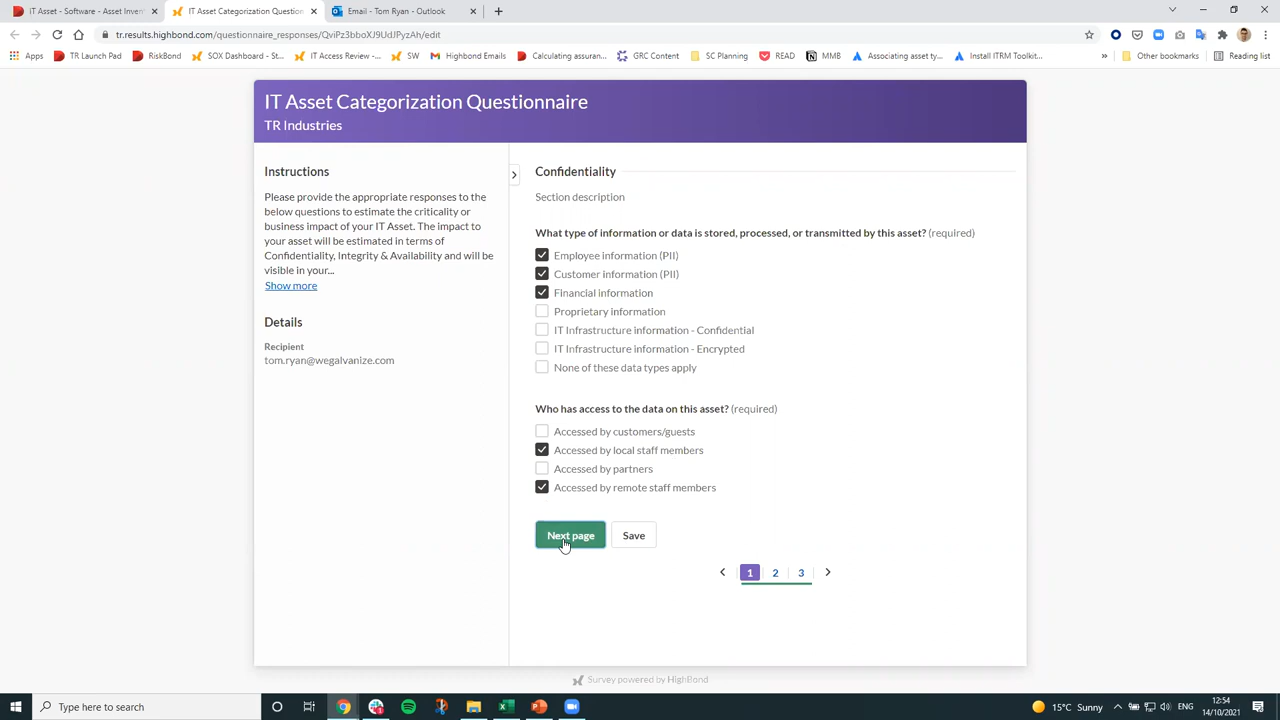 IT Asset - Software - Asset Inven
IT Asset Categorization Question
Email - Tom Ryan - Outlook
tr.results.highbond.com/questionnaire_responses/QviPz3bboXJ9UdJPyzAh/edit
Apps
TR Launch Pad
RiskBond
SOX Dashboard - St...
IT Access Review -...
SW
Highbond Emails
Calculating assuran...
GRC Content
SC Planning
READ
MMB
Associating asset ty...
Install ITRM Toolkit...
»
Other bookmarks
Reading list
IT Asset Categorization Questionnaire
TR Industries
Instructions
Please provide the appropriate responses to the
below questions to estimate the criticality or
business impact of your IT Asset. The impact to
your asset will be estimated in terms of
Confidentiality, Integrity & Availability and will be
visible in your...
Show more
Details
Recipient
tom.ryan@wegalvanize.com
Confidentiality
Section description
What type of information or data is stored, processed, or transmitted by this asset? (required)
Employee information (PII)
Customer information (PII)
Financial information
Proprietary information
IT Infrastructure information - Confidential
IT Infrastructure information - Encrypted
None of these data types apply
Who has access to the data on this asset? (required)
Accessed by customers/guests
Accessed by local staff members
Accessed by partners
Accessed by remote staff members
Next page
Save
1 2 3
Survey powered by HighBond
Type here to search
15°C Sunny
12:54
14/10/2021